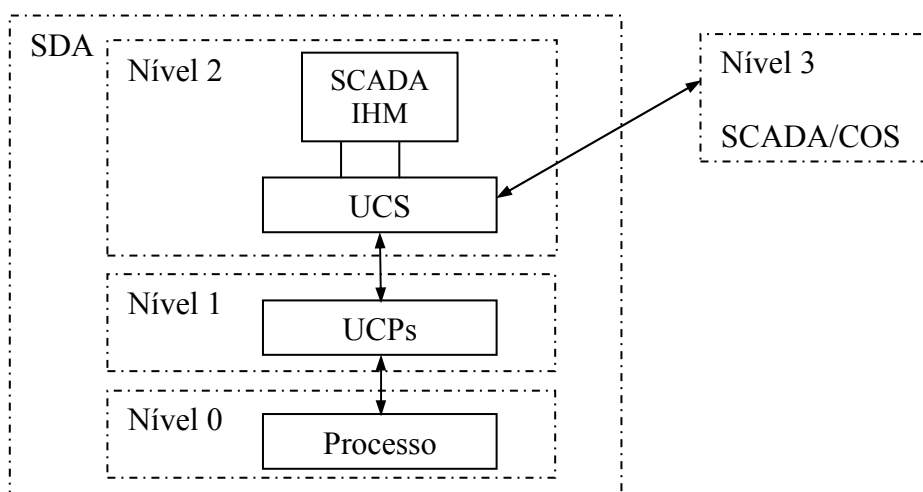 SDA
Nível 2
SCADA
IHM
UCS
Nível 3
SCADA/COS
Nível 1
UCPs
Nível 0
Processo